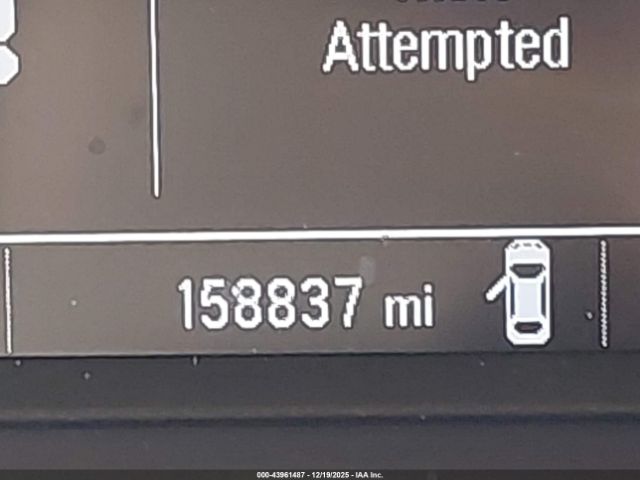 Attempted
158837 mi
000-43961487 - 12/19/2025 - IAA Inc.